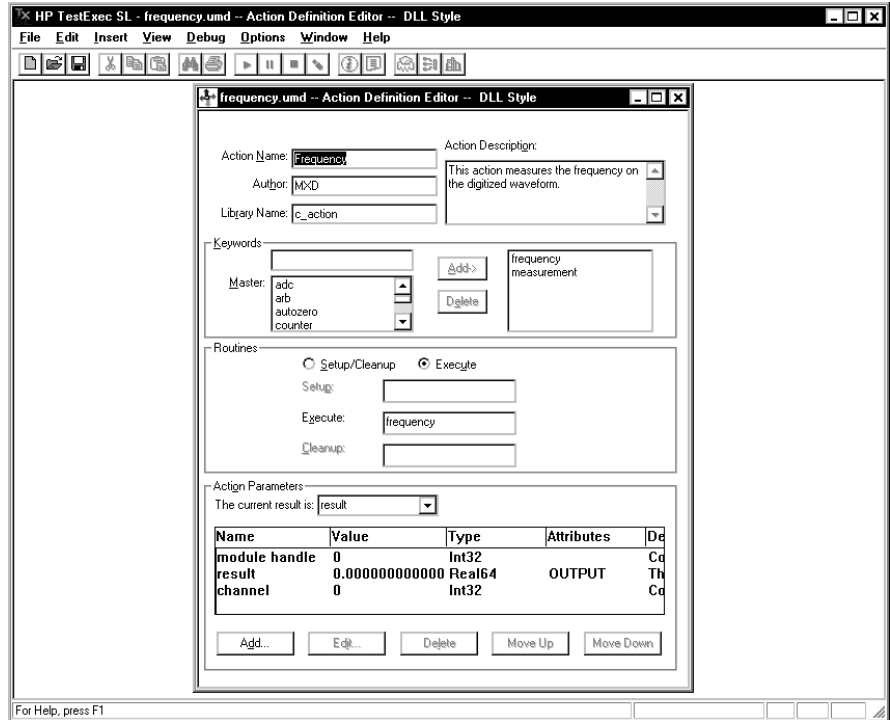 HP TestExec SL - frequency.umd -- Action Definition Editor -- DLL Style
File Edit Insert View Debug Options Window Help
frequency.umd -- Action Definition Editor -- DLL Style
Action Name: Frequency
Author: MXD
Library Name: c_action
Action Description:
This action measures the frequency on
the digitized waveform.
Keywords
Master:
adc
arb
autozero
counter
Add->
Delete
frequency
measurement
Routines
Setup/Cleanup Execute
Setup:
Execute: frequency
Cleanup:
Action Parameters
The current result is: result
Name Value Type Attributes De
module handle 0 Int32 Co
result 0.000000000000 Real64 OUTPUT Th
channel 0 Int32 Co
Add... Edit... Delete Move Up Move Down
For Help, press F1